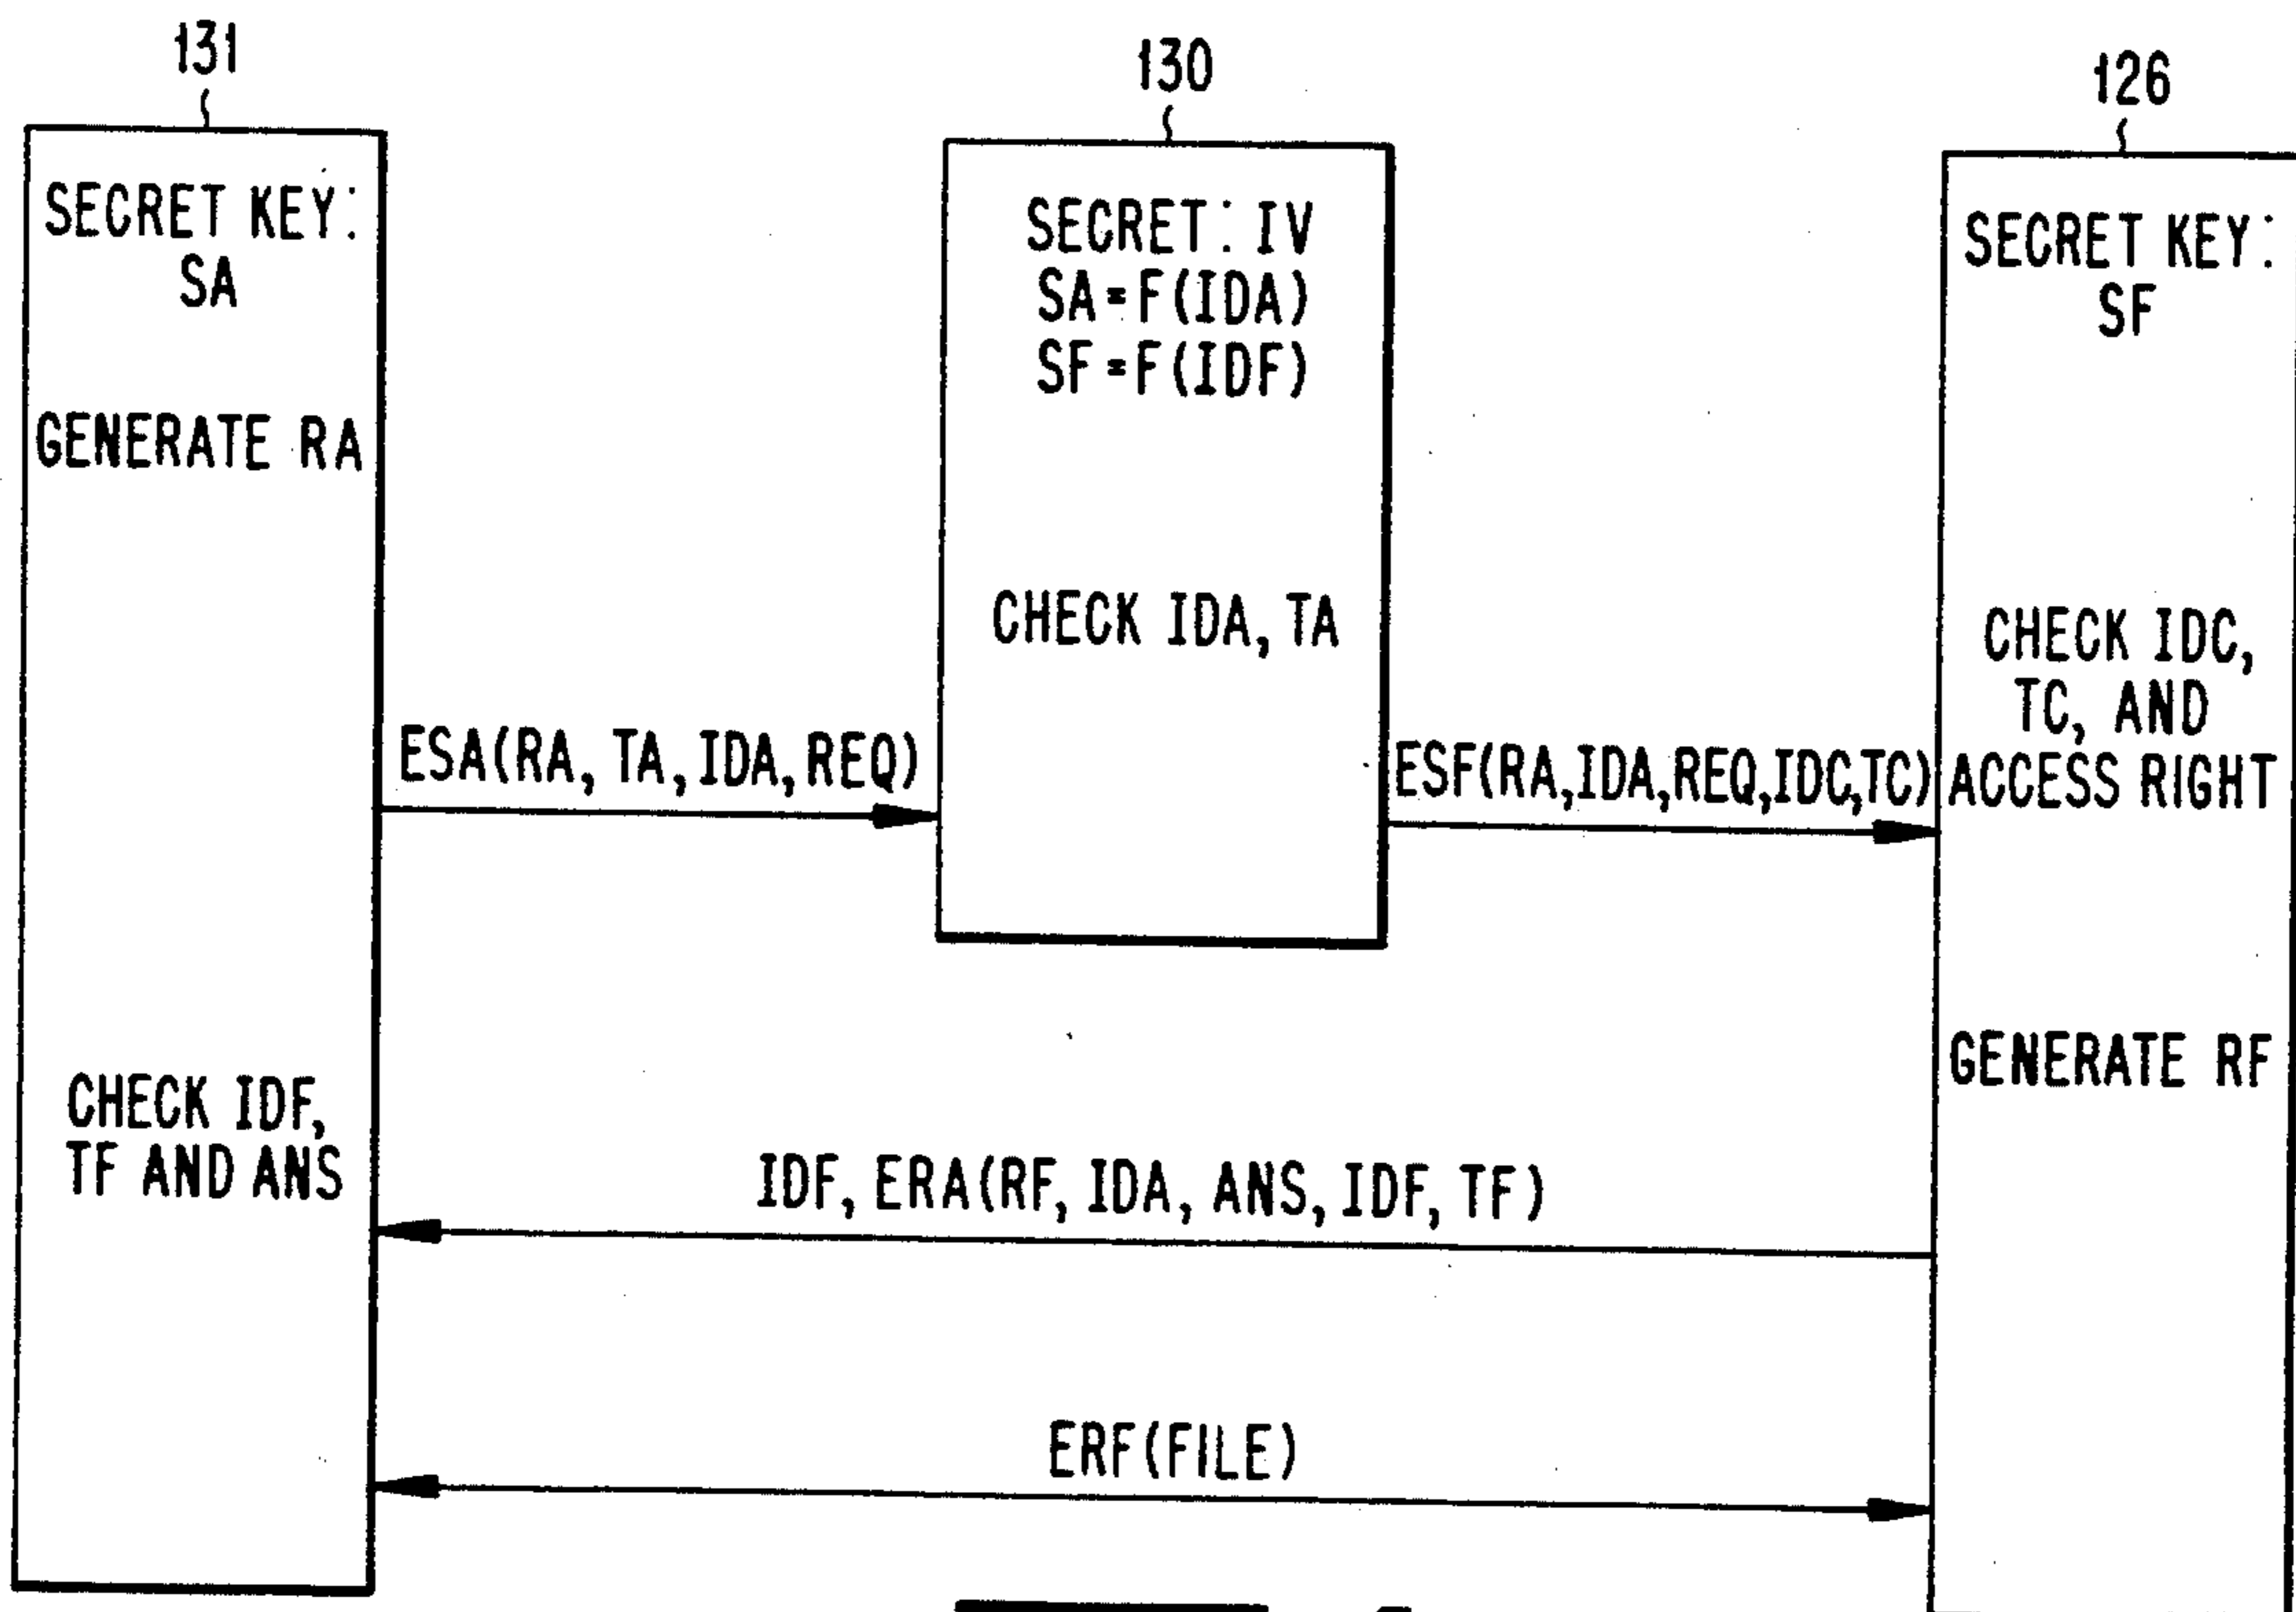 131
130
126
SECRET KEY:
SA
GENERATE RA
CHECK IDF,
TF AND ANS
SECRET: IV
SA=F(IDA)
SF=F(IDF)
CHECK IDA, TA
SECRET KEY:
SF
CHECK IDC,
TC, AND
ACCESS RIGHT
GENERATE RF
ESA(RA, TA, IDA, REQ)
ESF(RA,IDA,REQ,IDC,TC)
IDF, ERA(RF, IDA, ANS, IDF, TF)
ERF(FILE)